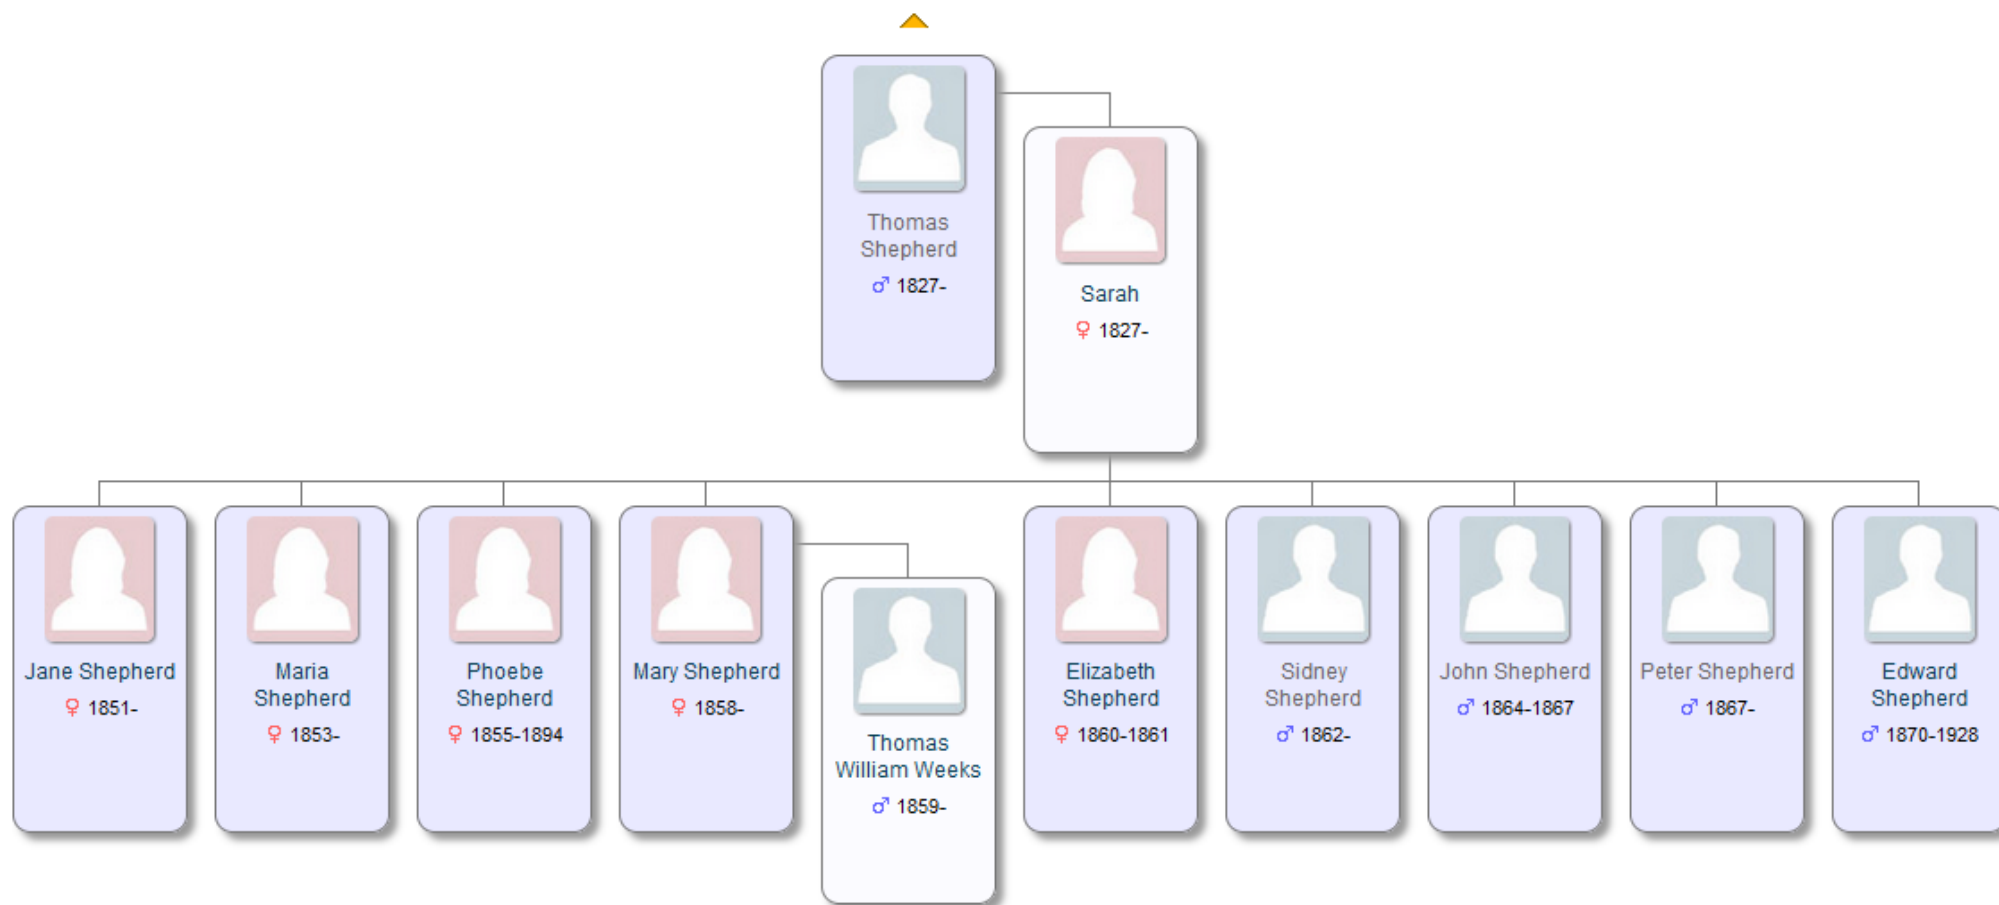 Thomas
Shepherd
♂ 1827-
Sarah
♀ 1827-
Jane Shepherd
♀ 1851-
Maria
Shepherd
♀ 1853-
Phoebe
Shepherd
♀ 1855-1894
Mary Shepherd
♀ 1858-
Thomas
William Weeks
♂ 1859-
Elizabeth
Shepherd
♀ 1860-1861
Sidney
Shepherd
♂ 1862-
John Shepherd
♂ 1864-1867
Peter Shepherd
♂ 1867-
Edward
Shepherd
♂ 1870-1928